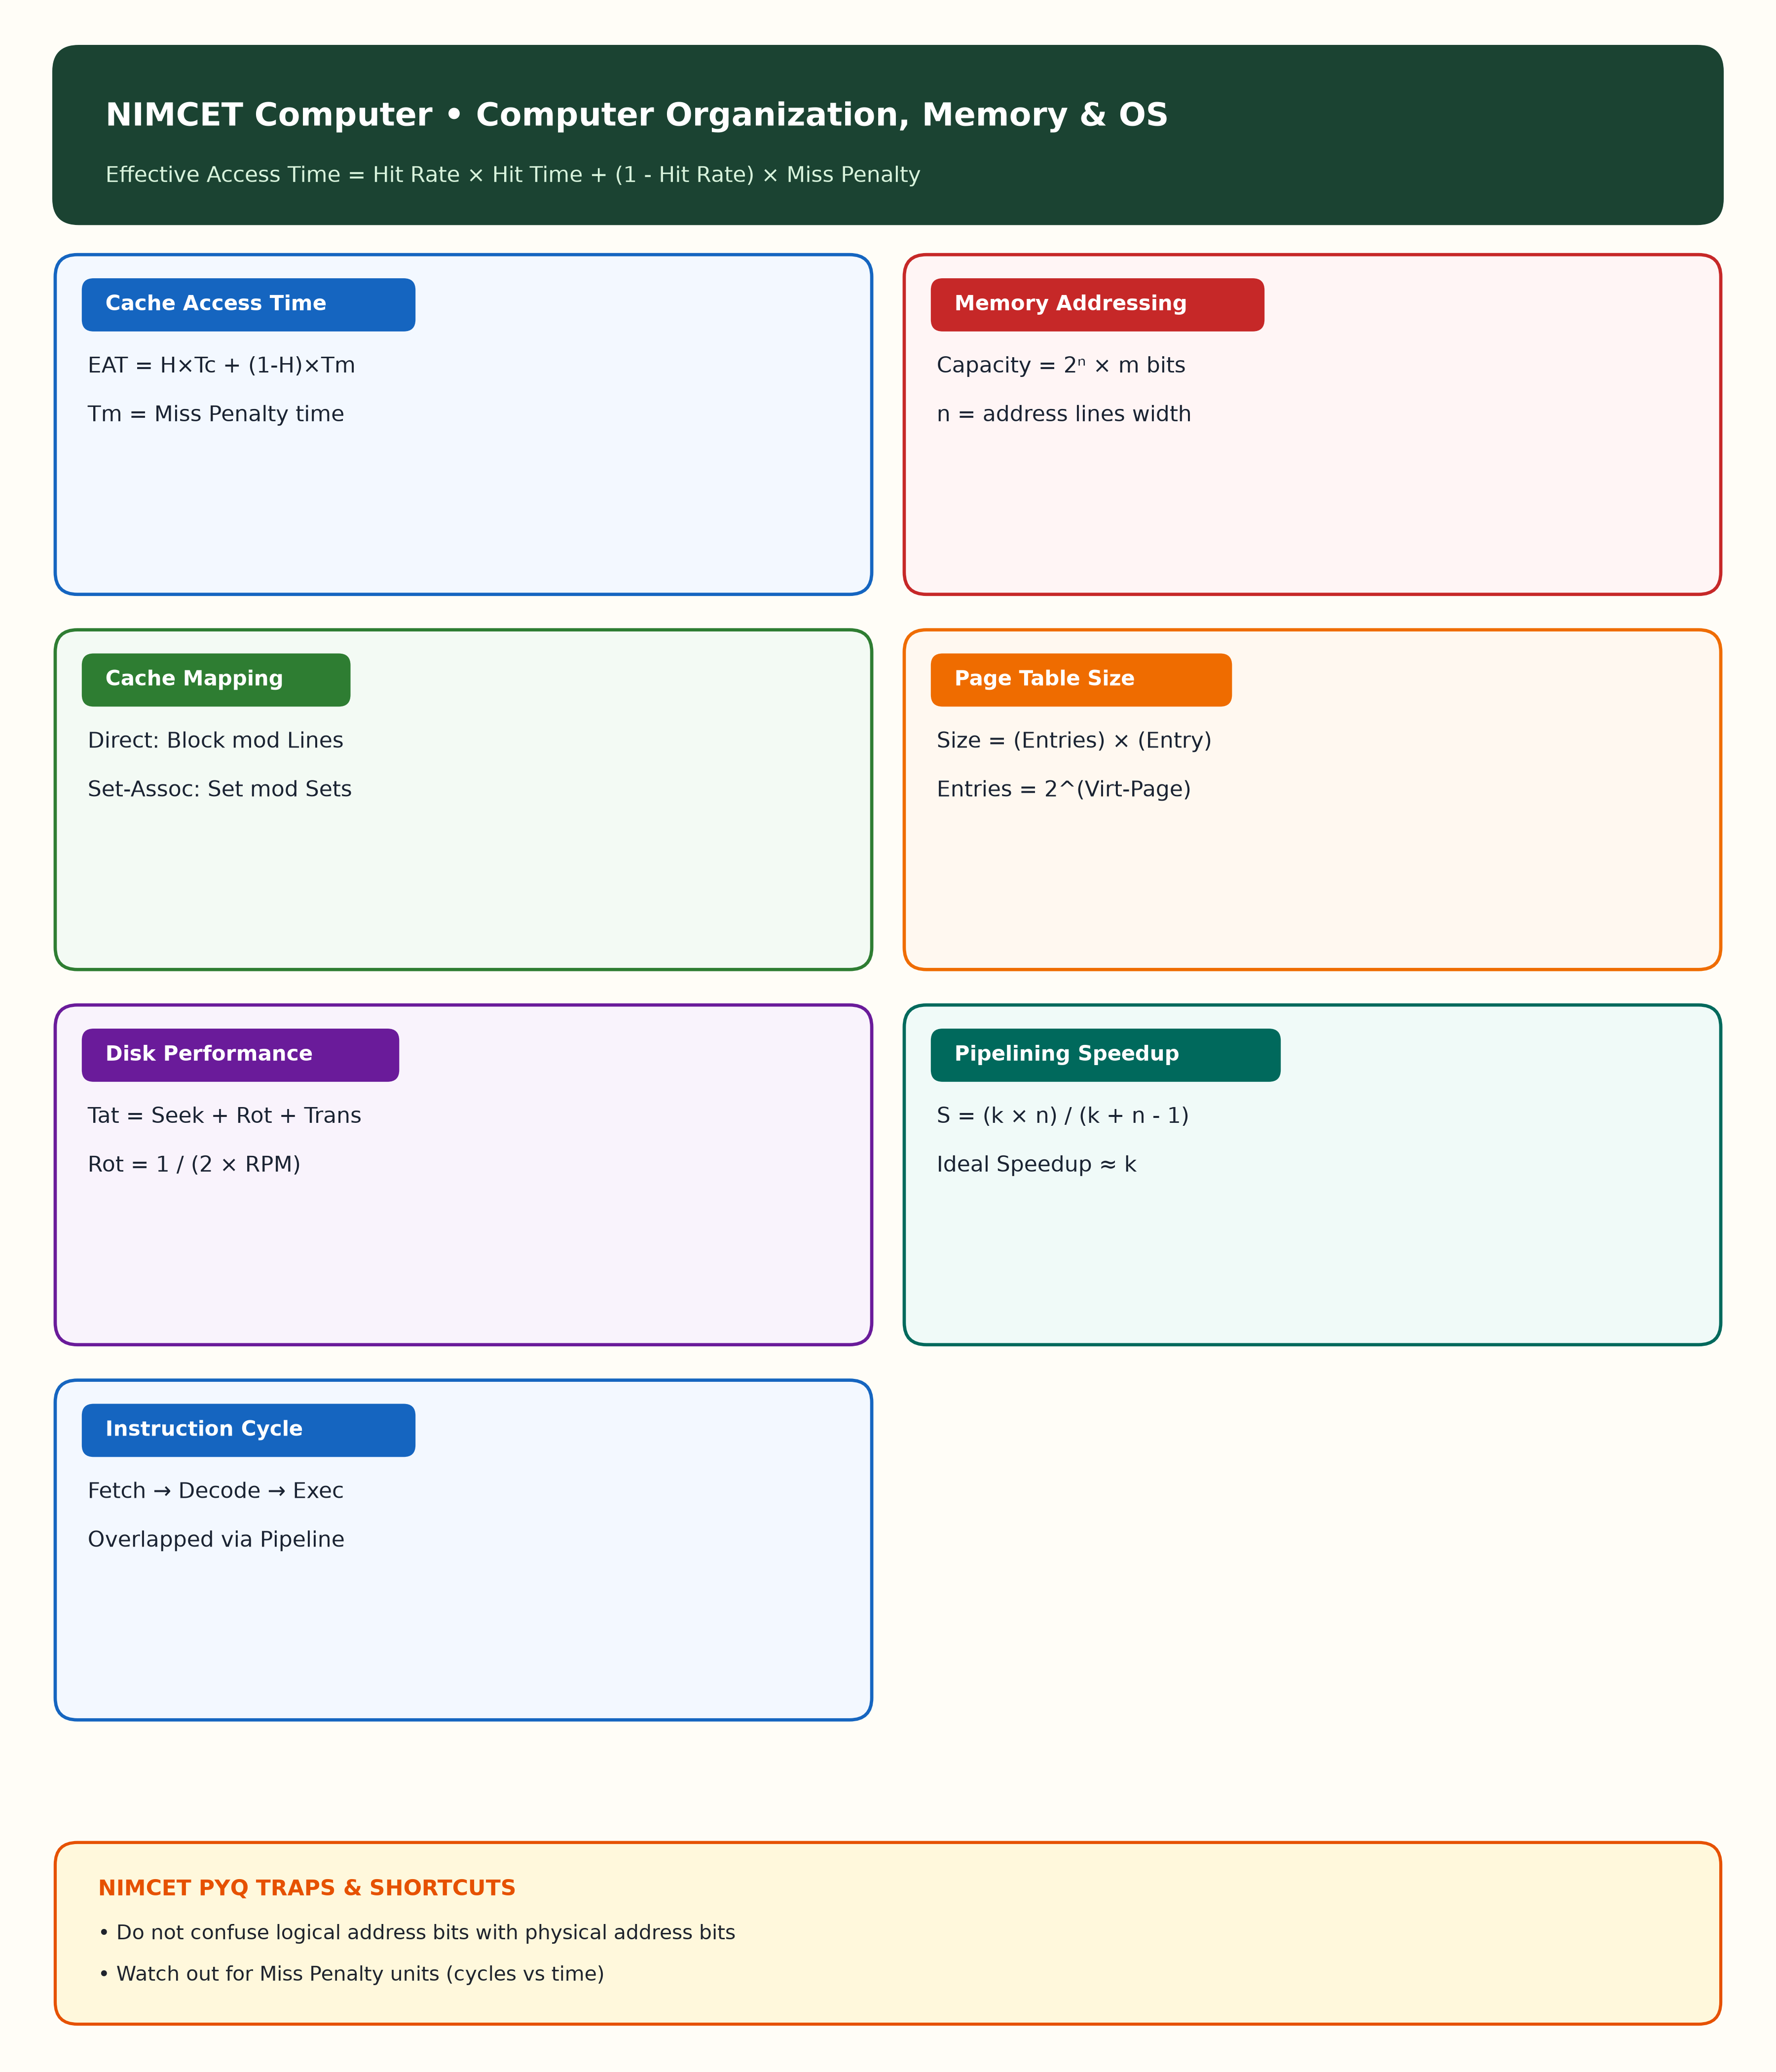 NIMCET Computer • Computer Organization, Memory & OS
Effective Access Time = Hit Rate × Hit Time + (1 - Hit Rate) × Miss Penalty
Cache Access Time
EAT = H×Tc + (1-H)×Tm
Tm = Miss Penalty time
Memory Addressing
Capacity = 2ⁿ × m bits
n = address lines width
Cache Mapping
Direct: Block mod Lines
Set-Assoc: Set mod Sets
Page Table Size
Size = (Entries) × (Entry)
Entries = 2^(Virt-Page)
Disk Performance
Tat = Seek + Rot + Trans
Rot = 1 / (2 × RPM)
Pipelining Speedup
S = (k × n) / (k + n - 1)
Ideal Speedup ≈ k
Instruction Cycle
Fetch → Decode → Exec
Overlapped via Pipeline
NIMCET PYQ TRAPS & SHORTCUTS
• Do not confuse logical address bits with physical address bits
• Watch out for Miss Penalty units (cycles vs time)